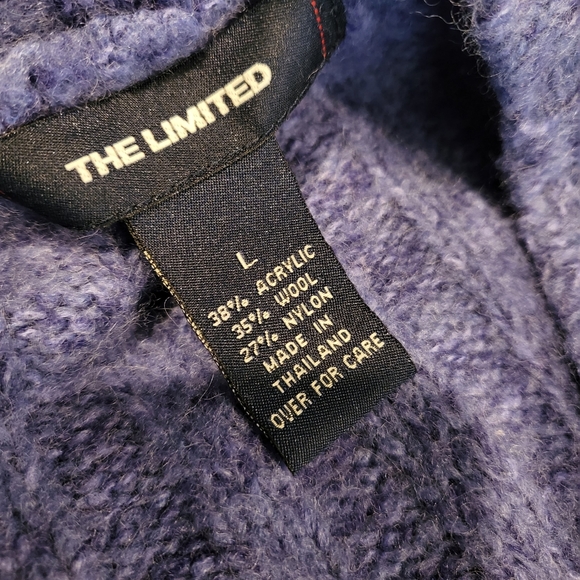 THE LIMITED
L
38% ACRYLIC
35% WOOL
27% NYLON
MADE IN
THAILAND
OVER FOR CARE